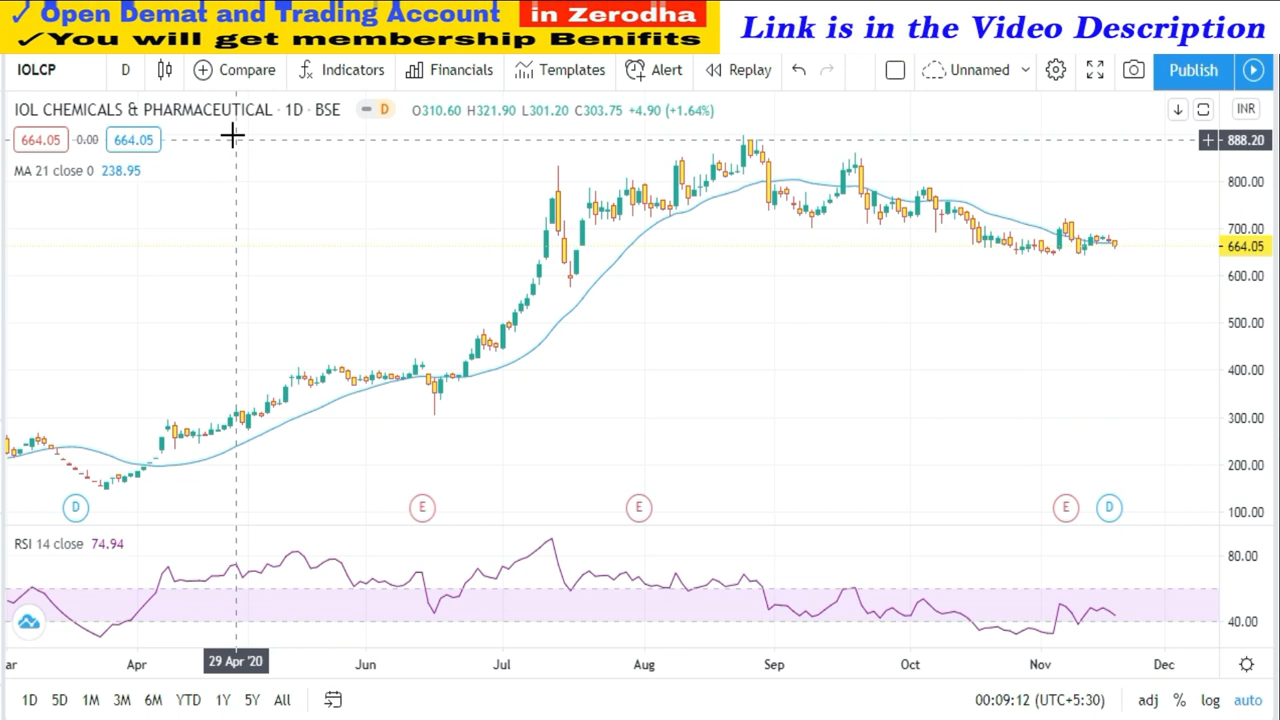 ✓ Open Demat and Trading Account in Zerodha
✓You will get membership Benifits
Link is in the Video Description
IOLCP D Compare Indicators Financials Templates Alert Replay Unnamed Publish
IOL CHEMICALS & PHARMACEUTICAL · 1D · BSE D O310.60 H321.90 L301.20 C303.75 +4.90 (+1.64%) INR
664.05 0.00 664.05 888.20
MA 21 close 0 238.95
800.00
700.00
664.05
600.00
500.00
400.00
300.00
200.00
D E E E D 100.00
RSI 14 close 74.94
80.00
40.00
ar Apr 29 Apr '20 Jun Jul Aug Sep Oct Nov Dec
1D 5D 1M 3M 6M YTD 1Y 5Y All 00:09:12 (UTC+5:30) adj % log auto